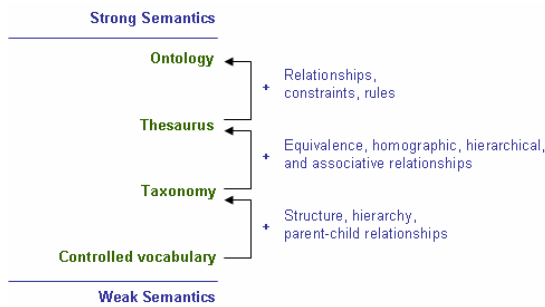 Strong Semantics
Ontology
+ Relationships,
constraints, rules
Thesaurus
+ Equivalence, homographic, hierarchical,
and associative relationships
Taxonomy
+ Structure, hierarchy,
parent-child relationships
Controlled vocabulary
Weak Semantics